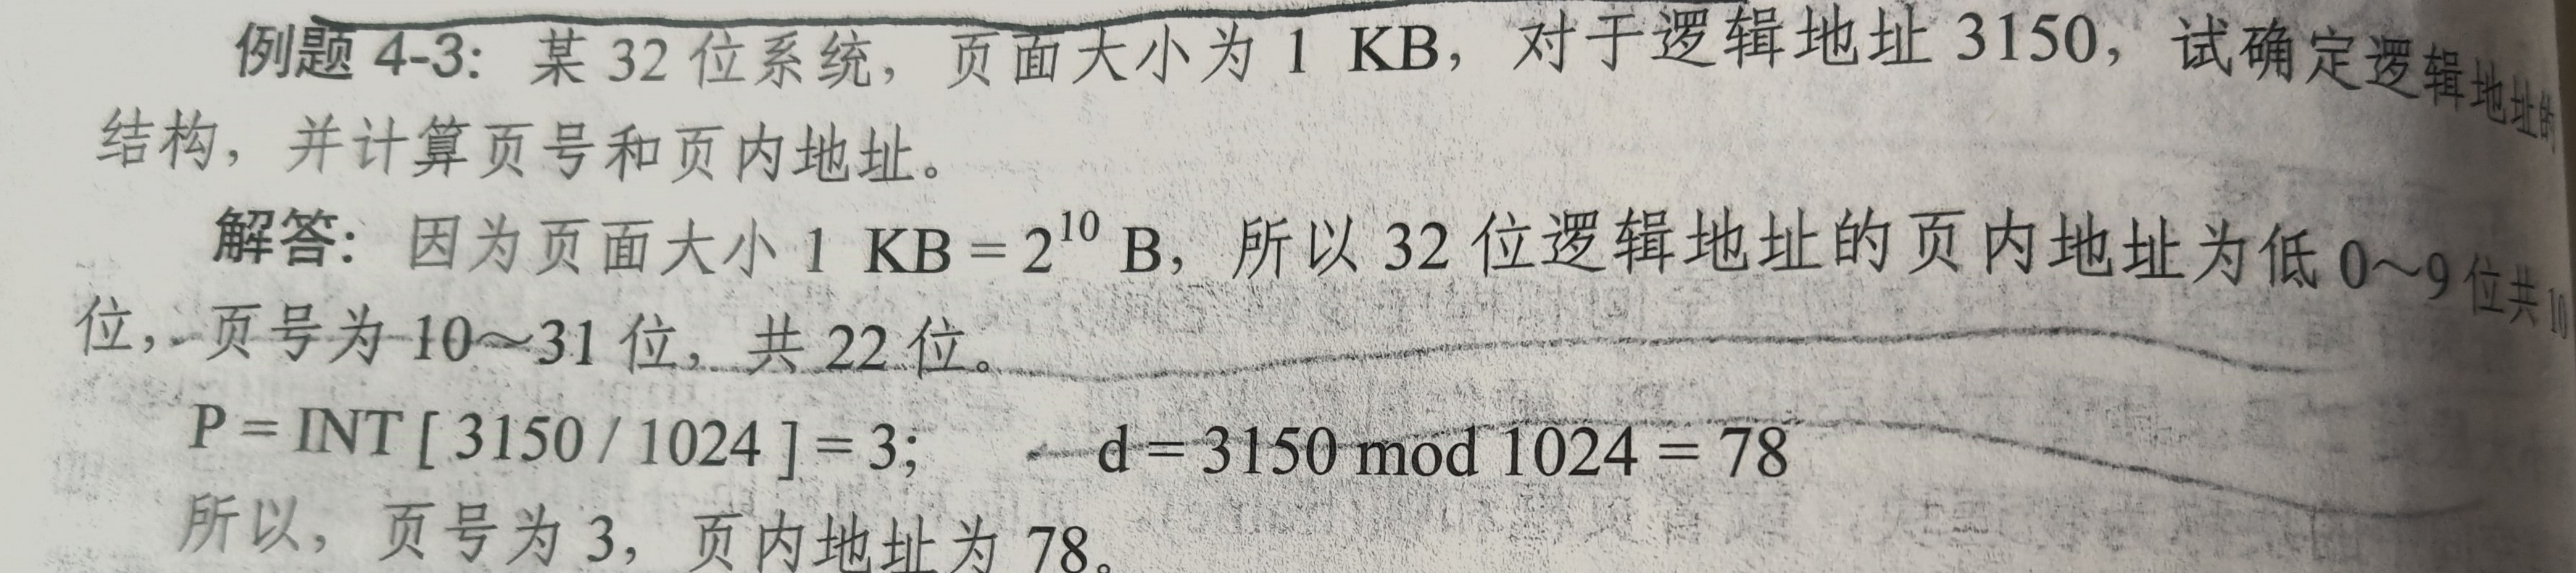 例题 4-3: 某 32 位系统，页面大小为 1 KB，对于逻辑地址 3150，试确定逻辑地址的
结构，并计算页号和页内地址。
解答: 因为页面大小 1 KB = 2¹⁰ B，所以 32 位逻辑地址的页内地址为低 0～9 位共 10
位，页号为 10～31 位，共 22 位。
P = INT [ 3150 / 1024 ] = 3; d = 3150 mod 1024 = 78
所以，页号为 3，页内地址为 78。